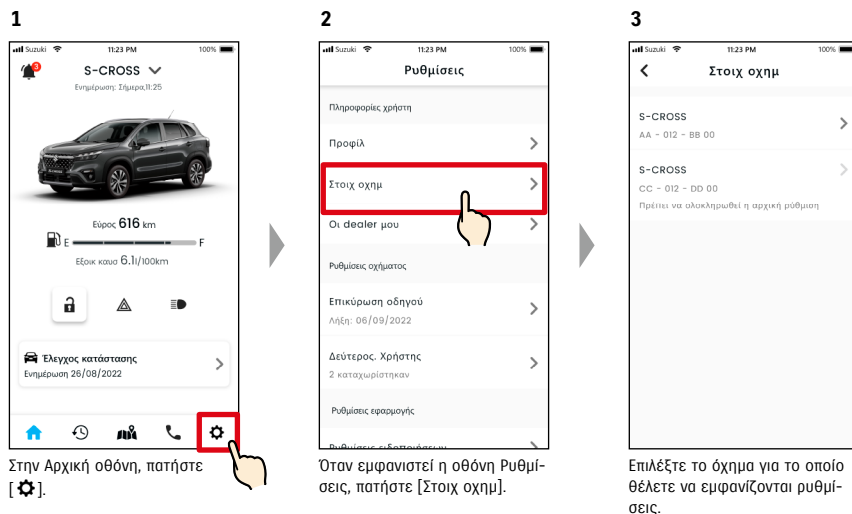 1
Suzuki 11:23 PM 100%
3
S-CROSS
Ενημέρωση: Σήμερα,11:25
Εύρος 616 km
E F
Εξοικ καυσ 6.1l/100km
Έλεγχος κατάστασης
Ενημέρωση 26/08/2022
Στην Αρχική οθόνη, πατήστε
[ ].
2
Suzuki 11:23 PM 100%
Ρυθμίσεις
Πληροφορίες χρήστη
Προφίλ
Στοιχ οχημ
Οι dealer μου
Ρυθμίσεις οχήματος
Επικύρωση οδηγού
Λήξη: 06/09/2022
Δεύτερος. Χρήστης
2 καταχωρίστηκαν
Ρυθμίσεις εφαρμογής
Ρυθμίσεις ειδοποιήσεων
Όταν εμφανιστεί η οθόνη Ρυθμί-
σεις, πατήστε [Στοιχ οχημ].
3
Suzuki 11:23 PM 100%
Στοιχ οχημ
S-CROSS
AA - 012 - BB 00
S-CROSS
CC - 012 - DD 00
Πρέπει να ολοκληρωθεί η αρχική ρύθμιση
Επιλέξτε το όχημα για το οποίο
θέλετε να εμφανίζονται ρυθμί-
σεις.